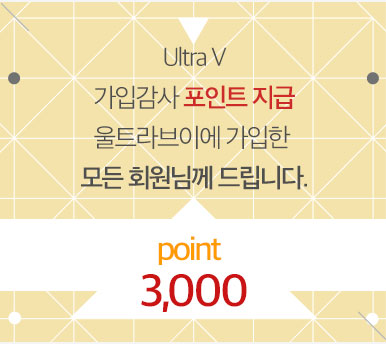 Ultra V
가입감사 포인트 지급
울트라브이에 가입한
모든 회원님께 드립니다.
point
3,000